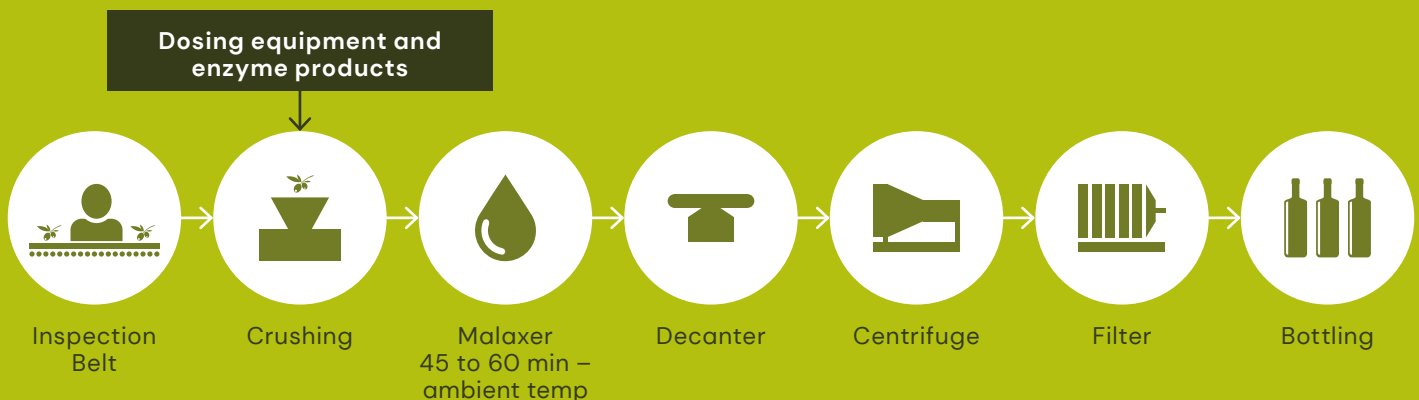 Dosing equipment and
enzyme products
Inspection
Belt
Crushing
Malaxer
45 to 60 min –
ambient temp
Decanter
Centrifuge
Filter
Bottling